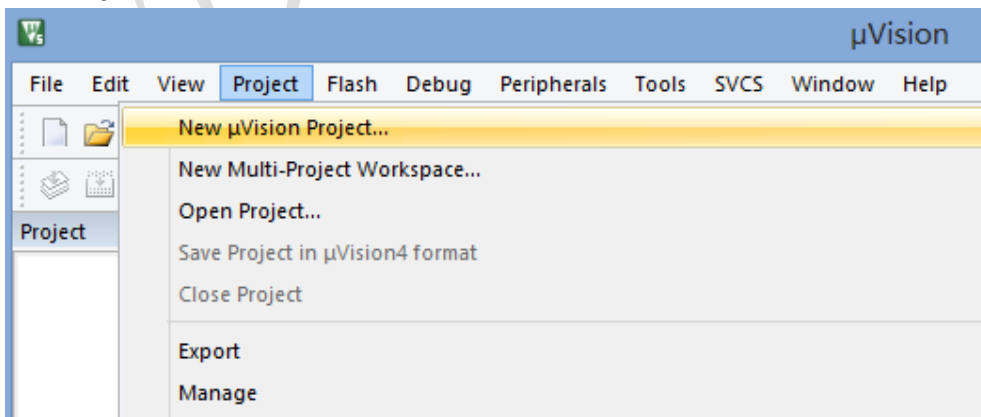 µVision
File Edit View Project Flash Debug Peripherals Tools SVCS Window Help
New µVision Project...
New Multi-Project Workspace...
Open Project...
Project
Save Project in µVision4 format
Close Project
Export
Manage